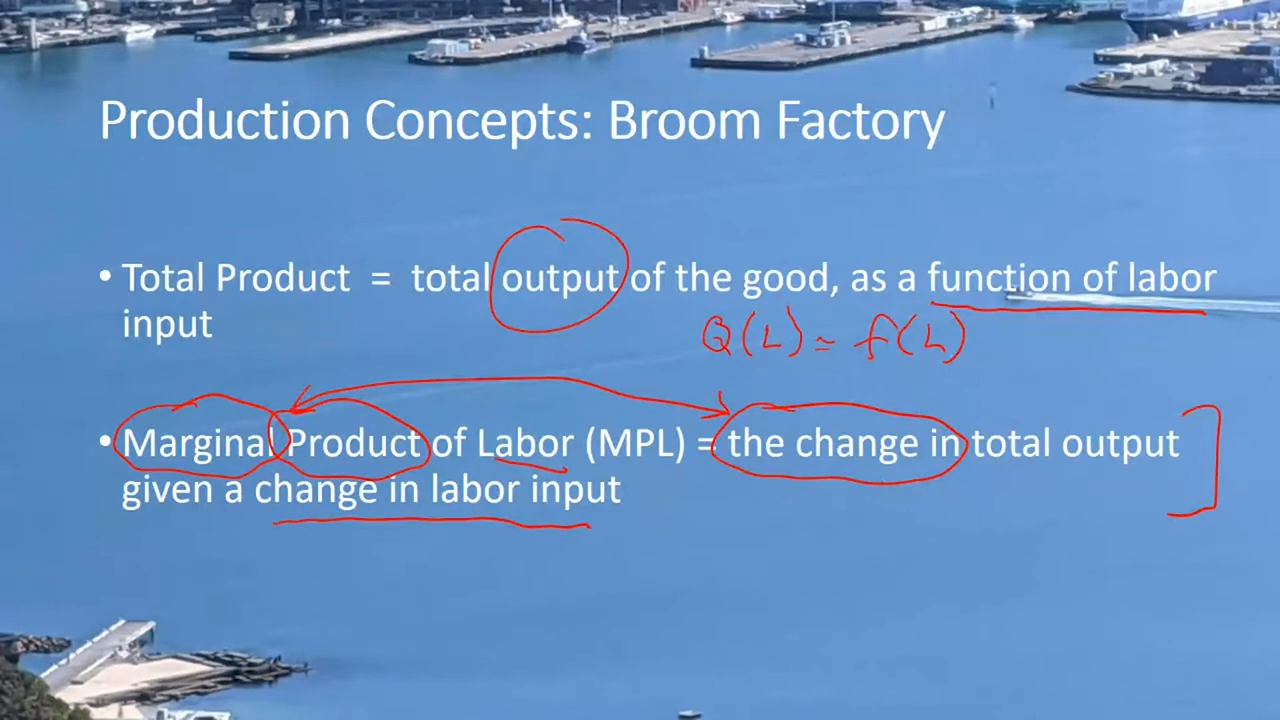 Production Concepts: Broom Factory
• Total Product = total output of the good, as a function of labor
input
Q(L) = f(L)
• Marginal Product of Labor (MPL) = the change in total output
given a change in labor input